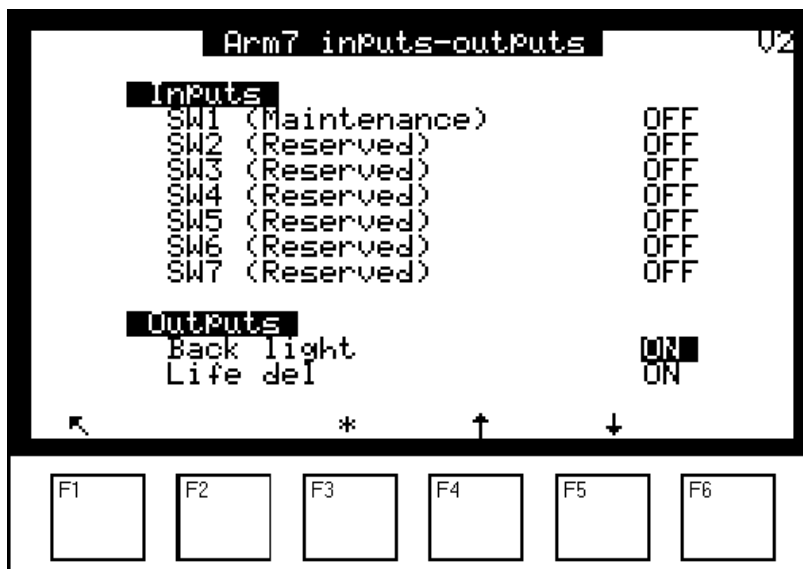 Arm7 inputs-outputs V2
Inputs
SW1 (Maintenance) OFF
SW2 (Reserved) OFF
SW3 (Reserved) OFF
SW4 (Reserved) OFF
SW5 (Reserved) OFF
SW6 (Reserved) OFF
SW7 (Reserved) OFF
Outputs
Back light ON
Life del ON
↖ * ↑ ↓
F1 F2 F3 F4 F5 F6